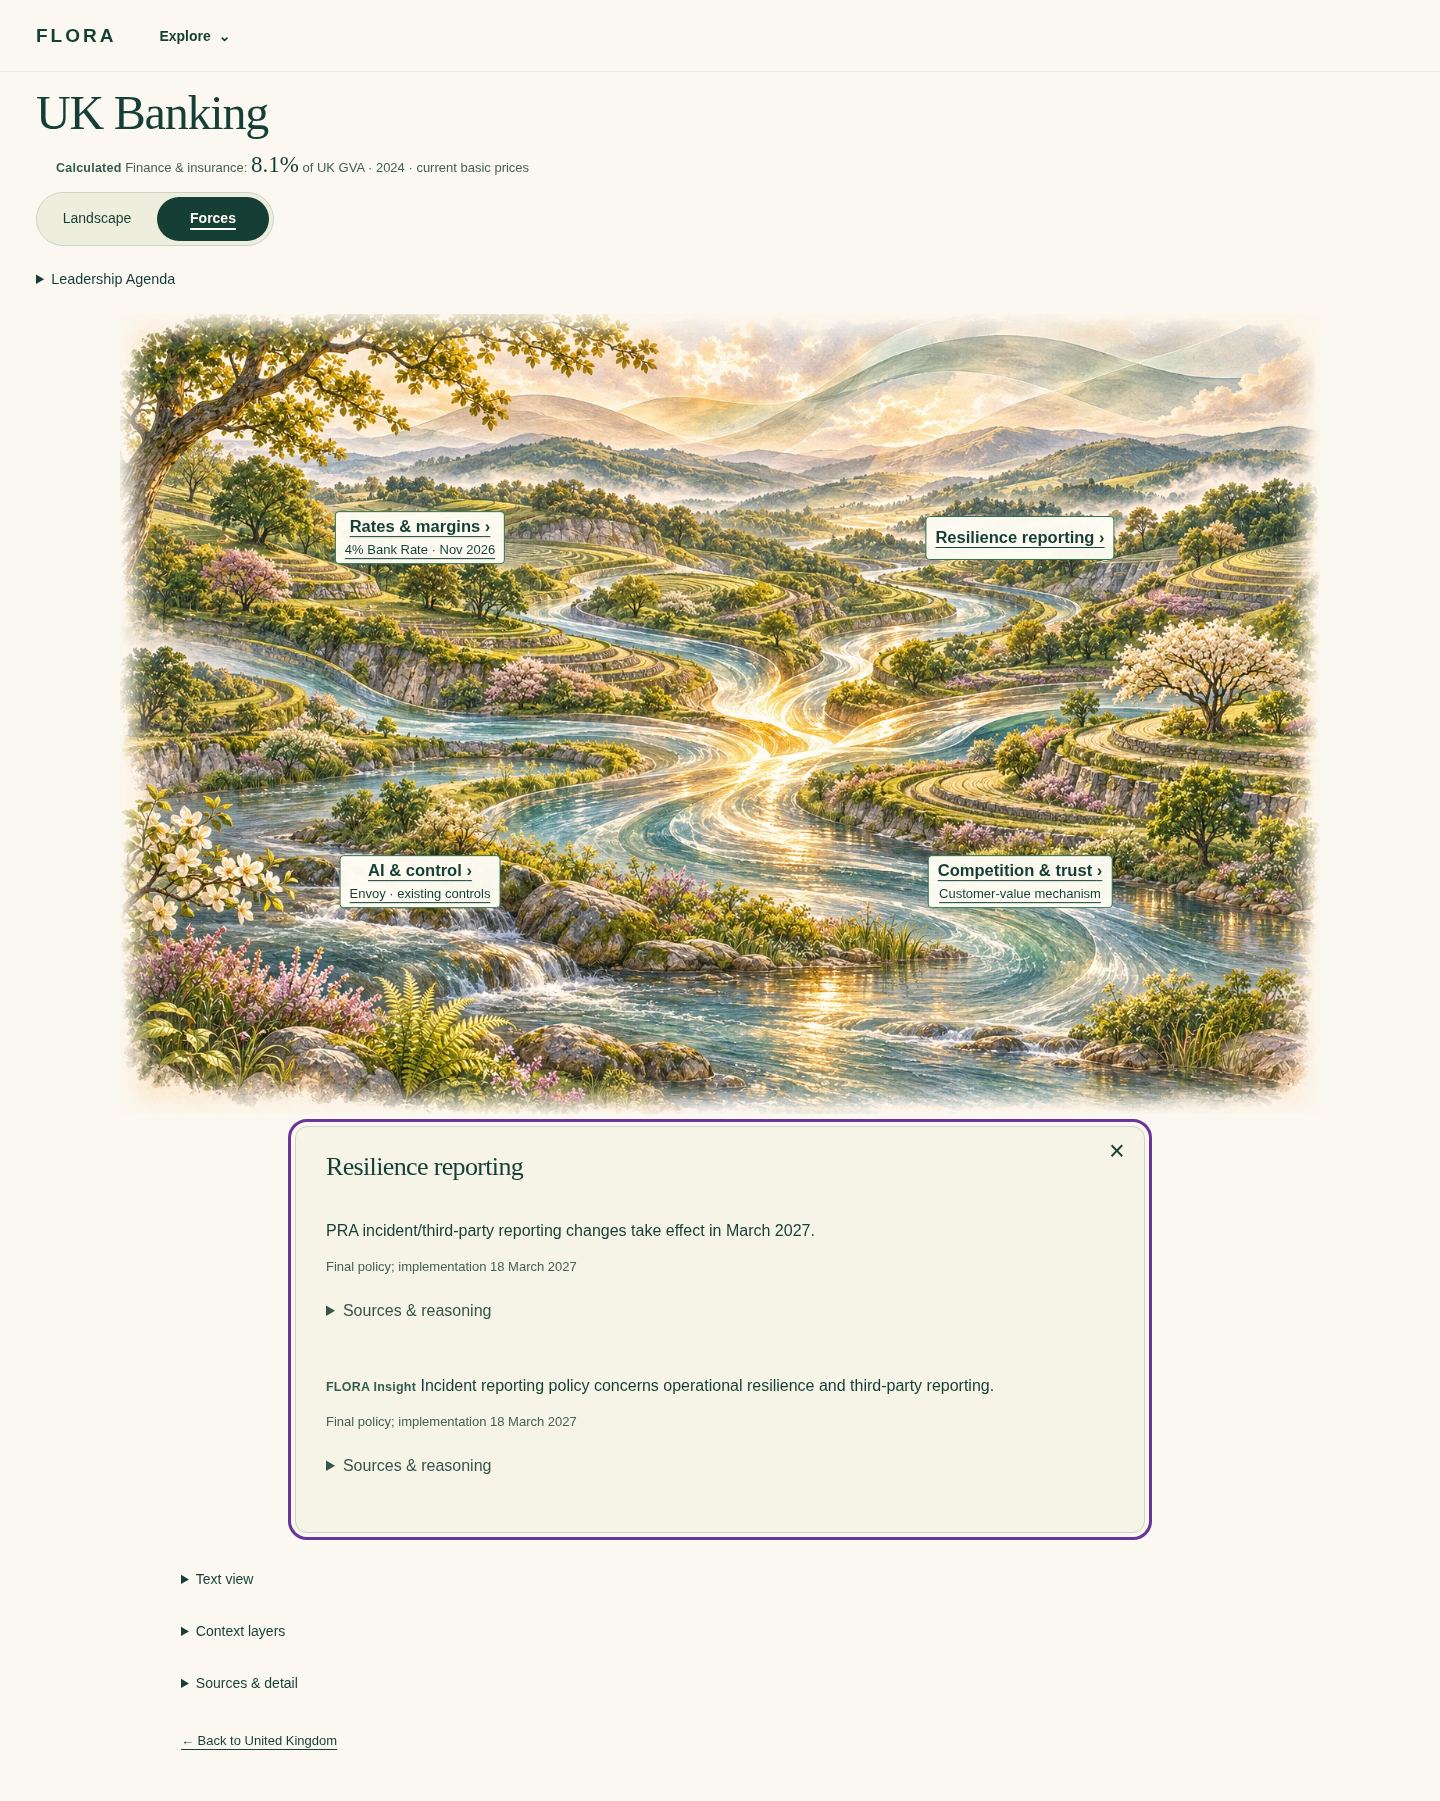 FLORA
Explore ⌄
UK Banking
Calculated Finance & insurance: 8.1% of UK GVA · 2024 · current basic prices
Landscape
Forces
▶ Leadership Agenda
Rates & margins ›
4% Bank Rate · Nov 2026
Resilience reporting ›
AI & control ›
Envoy · existing controls
Competition & trust ›
Customer-value mechanism
Resilience reporting
×
PRA incident/third-party reporting changes take effect in March 2027.
Final policy; implementation 18 March 2027
▶ Sources & reasoning
FLORA Insight Incident reporting policy concerns operational resilience and third-party reporting.
Final policy; implementation 18 March 2027
▶ Sources & reasoning
▶ Text view
▶ Context layers
▶ Sources & detail
← Back to United Kingdom